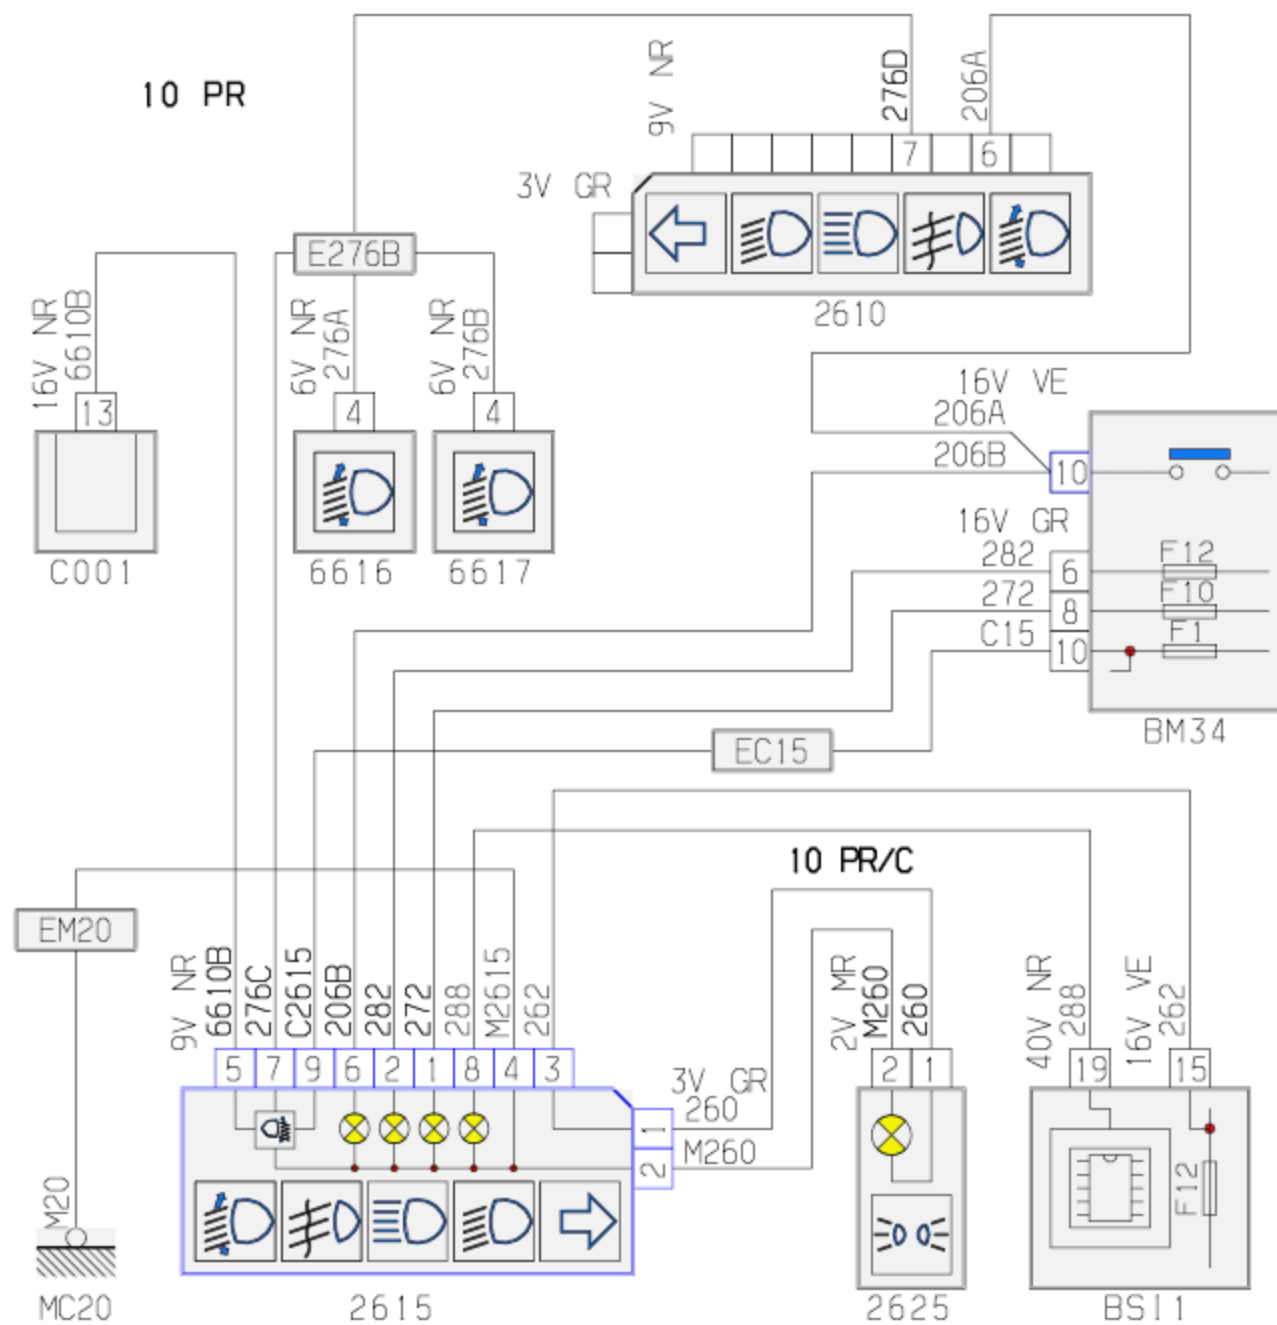 10 PR
9V NR
276D
206A
7
6
3V GR
2610
E276B
16V NR
6610B
6V NR
276A
6V NR
276B
13
4
4
C001
6616
6617
16V VE
206A
206B
10
16V GR
282
6
F12
272
8
F10
C15
10
F1
BM34
EC15
10 PR/C
EM20
9V NR
6610B
276C
C2615
206B
282
272
288
M2615
262
2V MR
M260
260
40V NR
288
16V VE
262
5
7
9
6
2
1
8
4
3
2
1
19
15
3V GR
260
1
M260
2
F12
M20
MC20
2615
2625
BSI1